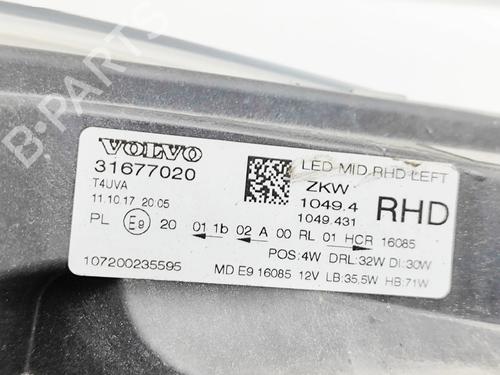 B-PARTS
VOLVO
31677020
T4UVA
11.10.17 20:05
PL E9 20 01 1b 02 A 00 RL 01 HCR 16085
107200235595
LED MID RHD LEFT
ZKW
1049.4
1049.431
RHD
POS:4W DRL:32W DI:30W
MD E9 16085 12V LB:35,5W HB:71W